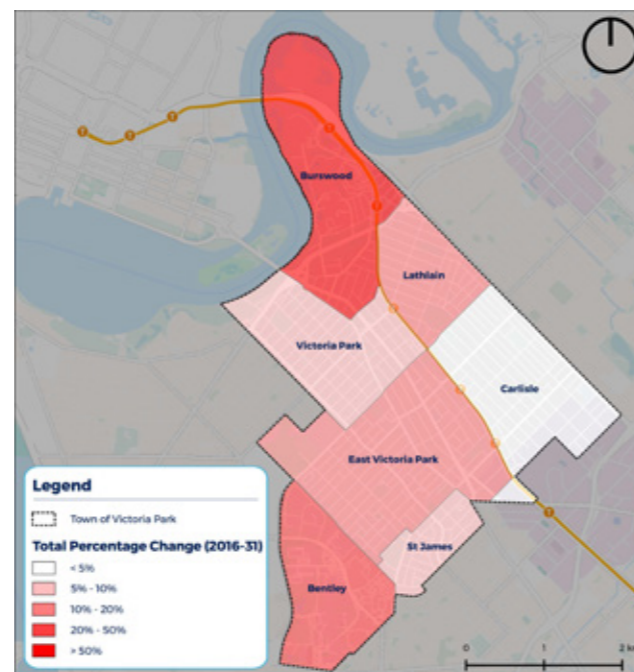 Burswood
Lathlain
Victoria Park
Carlisle
East Victoria Park
St James
Bentley
Legend
Town of Victoria Park
Total Percentage Change (2016-31)
< 5%
5% - 10%
10% - 20%
20% - 50%
> 50%
0 1 2 k